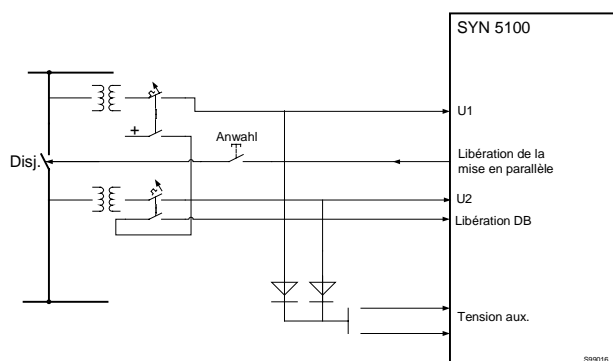 SYN 5100
U1
+
Anwahl
Disj.
Libération de la
mise en parallèle
U2
Libération DB
Tension aux.
S99016